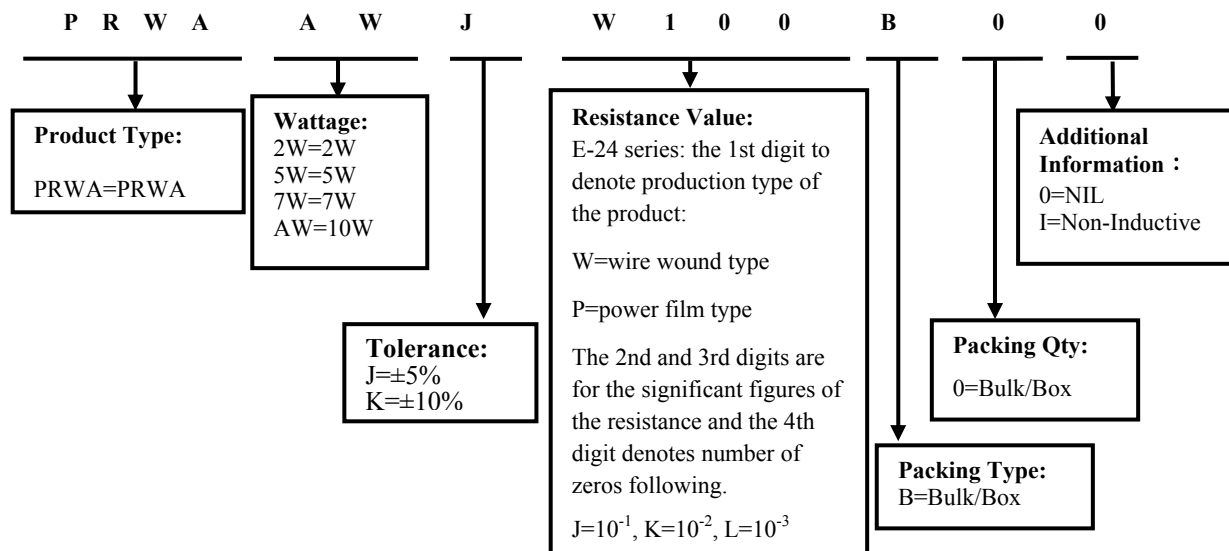 P R W A A W J W 1 0 0 B 0 0
Product Type:
PRWA=PRWA
Wattage:
2W=2W
5W=5W
7W=7W
AW=10W
Tolerance:
J=±5%
K=±10%
Resistance Value:
E-24 series: the 1st digit to
denote production type of
the product:
W=wire wound type
P=power film type
The 2nd and 3rd digits are
for the significant figures of
the resistance and the 4th
digit denotes number of
zeros following.
J=10⁻¹, K=10⁻², L=10⁻³
Packing Type:
B=Bulk/Box
Packing Qty:
0=Bulk/Box
Additional
Information：
0=NIL
I=Non-Inductive